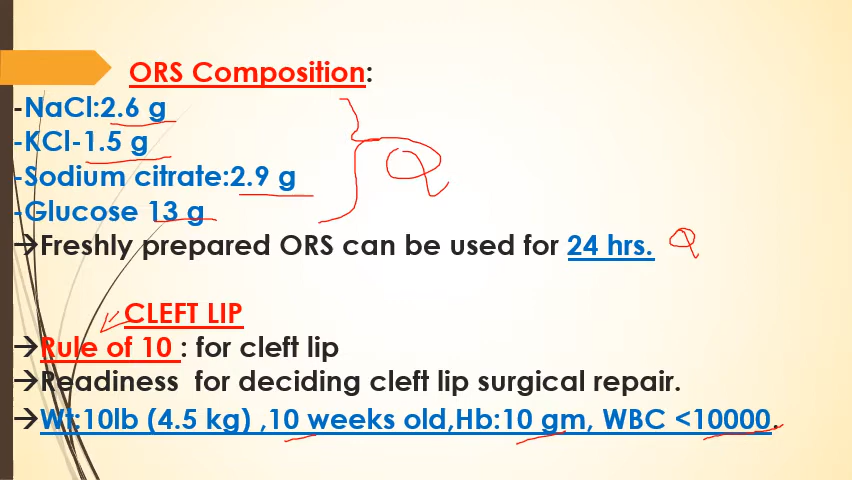 ORS Composition:
-NaCl:2.6 g
-KCl-1.5 g
-Sodium citrate:2.9 g
-Glucose 13 g
Q
→Freshly prepared ORS can be used for 24 hrs. Q
CLEFT LIP
→Rule of 10 : for cleft lip
→Readiness for deciding cleft lip surgical repair.
→Wt:10lb (4.5 kg) ,10 weeks old,Hb:10 gm, WBC <10000.